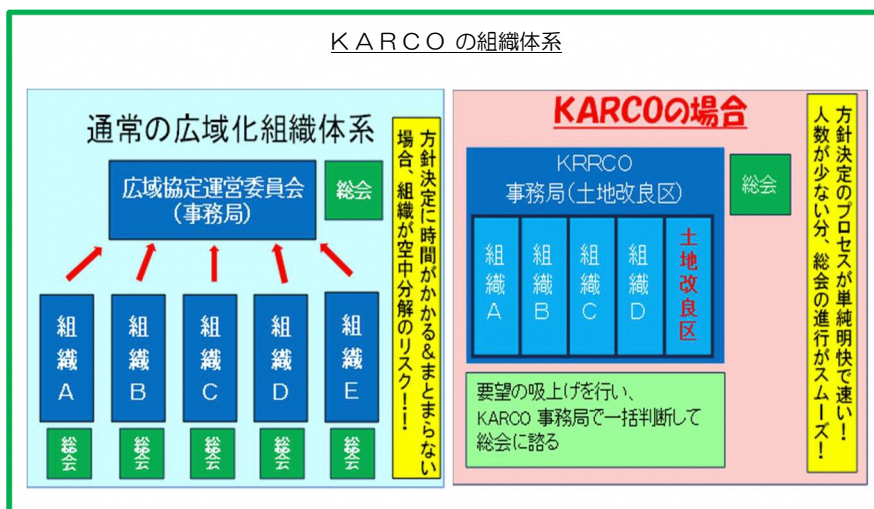 ＫＡＲＣＯ の組織体系
通常の広域化組織体系
広域協定運営委員会
(事務局)
総会
組織A
組織B
組織C
組織D
組織E
総会
総会
総会
総会
総会
方針決定に時間がかかる&まとまらない
場合、組織が空中分解のリスク!!!
KARCOの場合
KRRCO
事務局(土地改良区)
組織A
組織B
組織C
組織D
土地改良区
総会
要望の吸上げを行い、
KARCO 事務局で一括判断して
総会に諮る
方針決定のプロセスが単純明快で速い!
人数が少ない分、総会の進行がスムーズ!